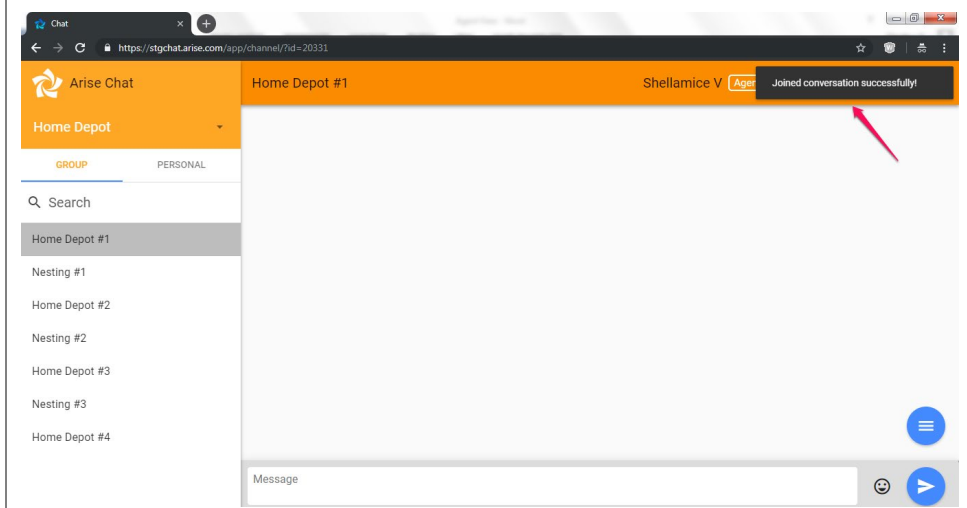 Chat
https://stgchat.arise.com/app/channel/?id=20331
Arise Chat
Home Depot #1
Shellamice V
Agen
Joined conversation successfully!
Home Depot
GROUP
PERSONAL
Search
Home Depot #1
Nesting #1
Home Depot #2
Nesting #2
Home Depot #3
Nesting #3
Home Depot #4
Message